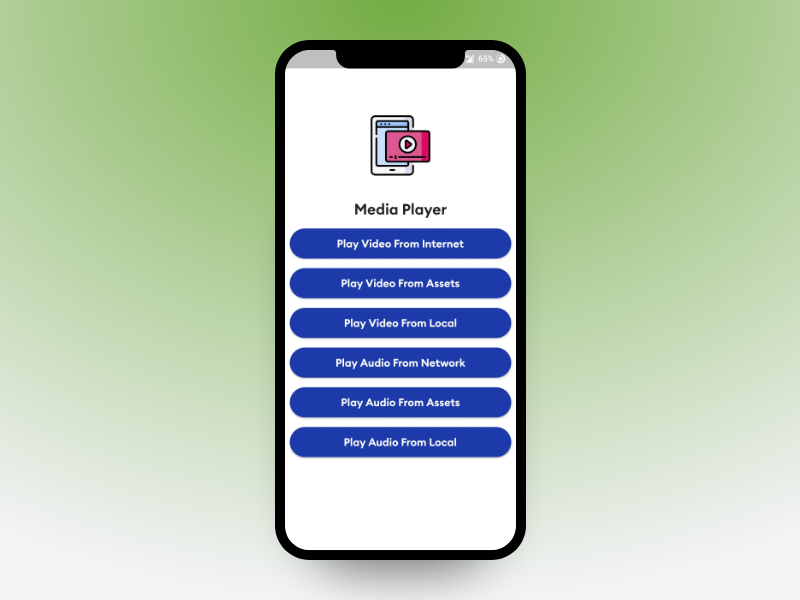 65%
Media Player
Play Video From Internet
Play Video From Assets
Play Video From Local
Play Audio From Network
Play Audio From Assets
Play Audio From Local